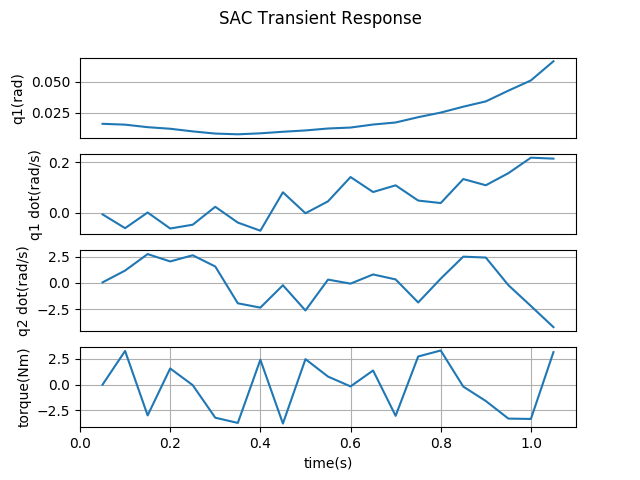 SAC Transient Response
q1(rad)
0.050
0.025
q1 dot(rad/s)
0.2
0.0
q2 dot(rad/s)
2.5
0.0
−2.5
torque(Nm)
2.5
0.0
−2.5
0.0 0.2 0.4 0.6 0.8 1.0
time(s)